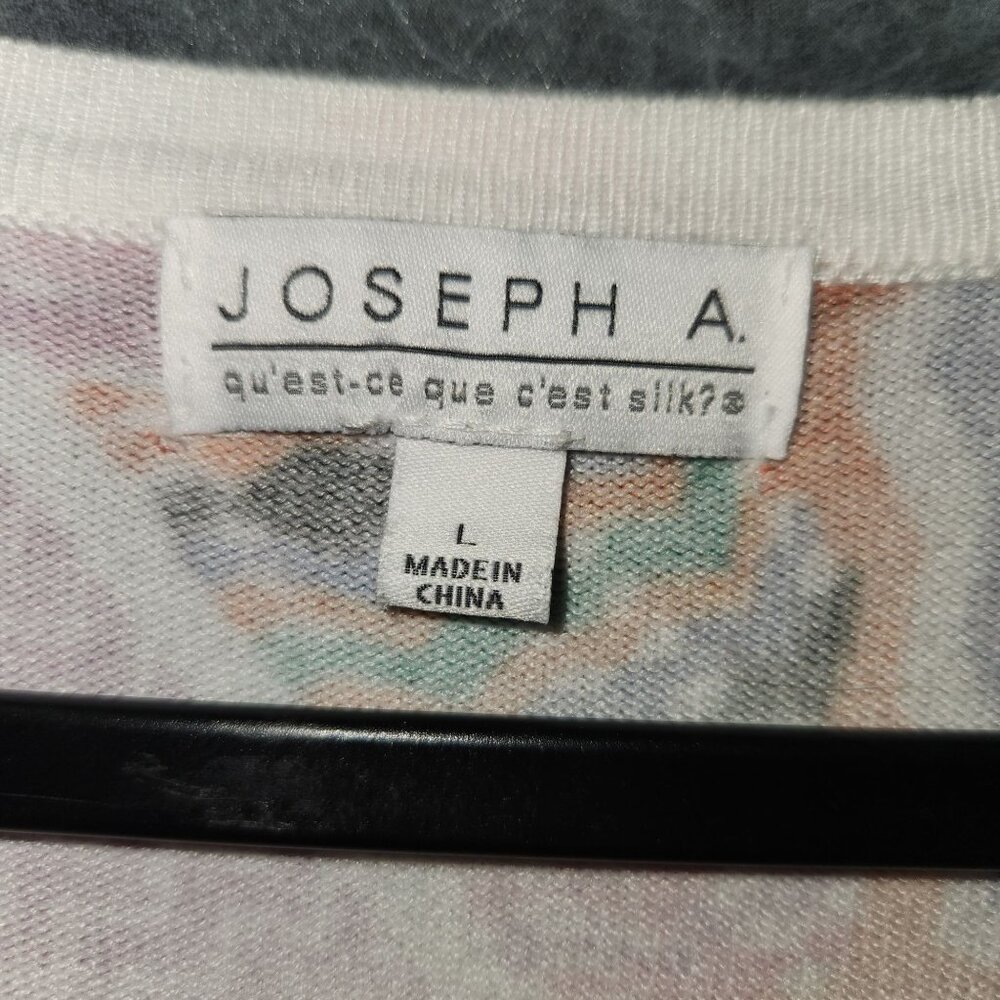 JOSEPH A.
qu'est-ce que c'est silk?®
L
MADE IN
CHINA